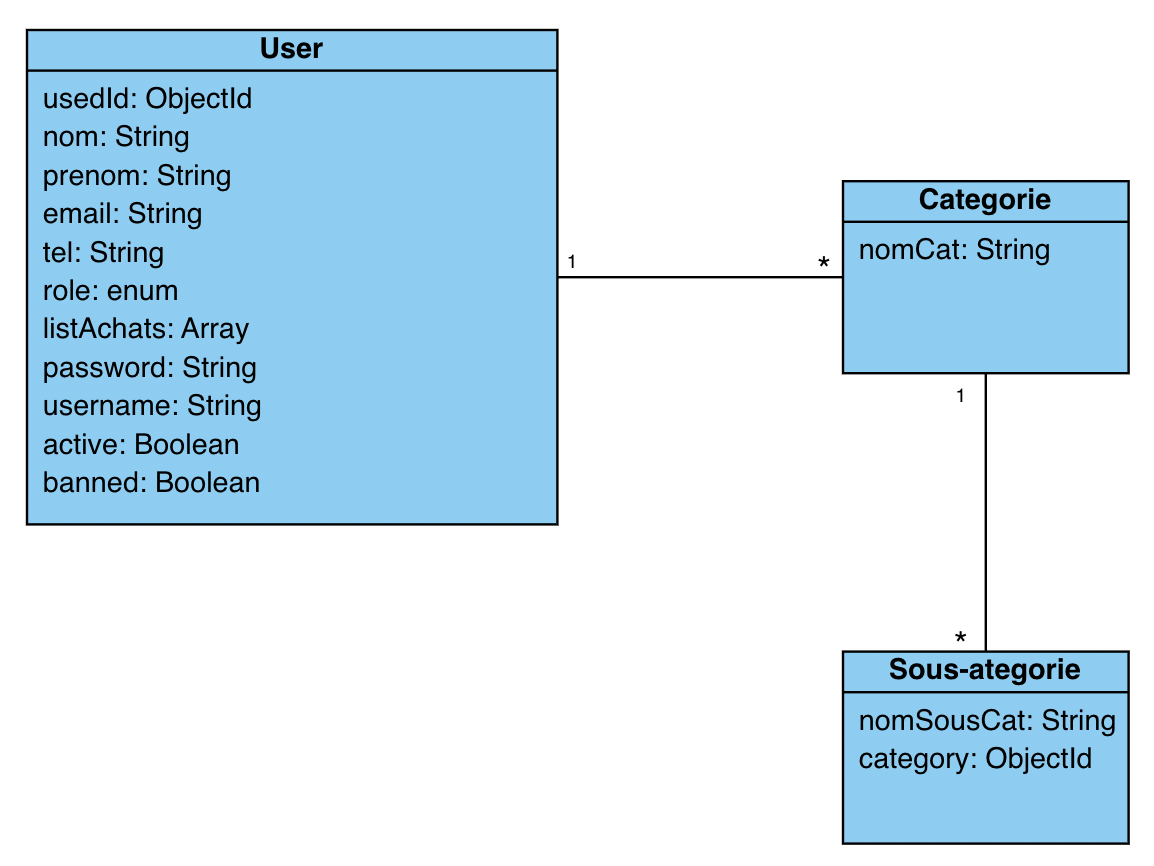 User
usedId: ObjectId
nom: String
prenom: String
email: String
tel: String
role: enum
listAchats: Array
password: String
username: String
active: Boolean
banned: Boolean
1
*
Categorie
nomCat: String
1
*
Sous-ategorie
nomSousCat: String
category: ObjectId